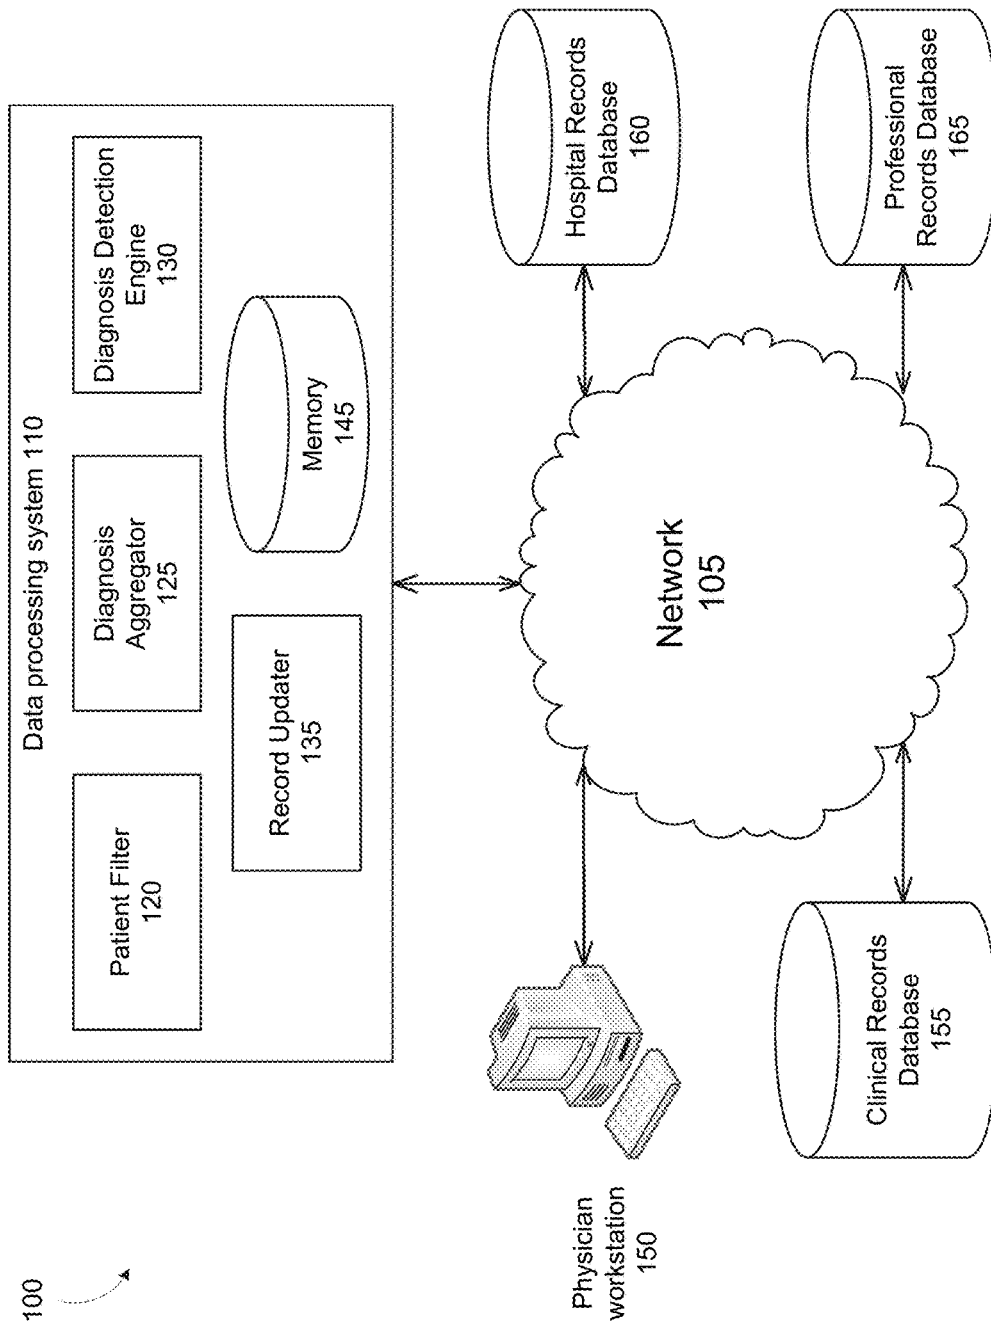 100
Data processing system 110
Patient Filter
120
Diagnosis
Aggregator
125
Diagnosis Detection
Engine
130
Record Updater
135
Memory
145
Physician
workstation
150
Network
105
Hospital Records
Database
160
Clinical Records
Database
155
Professional
Records Database
165